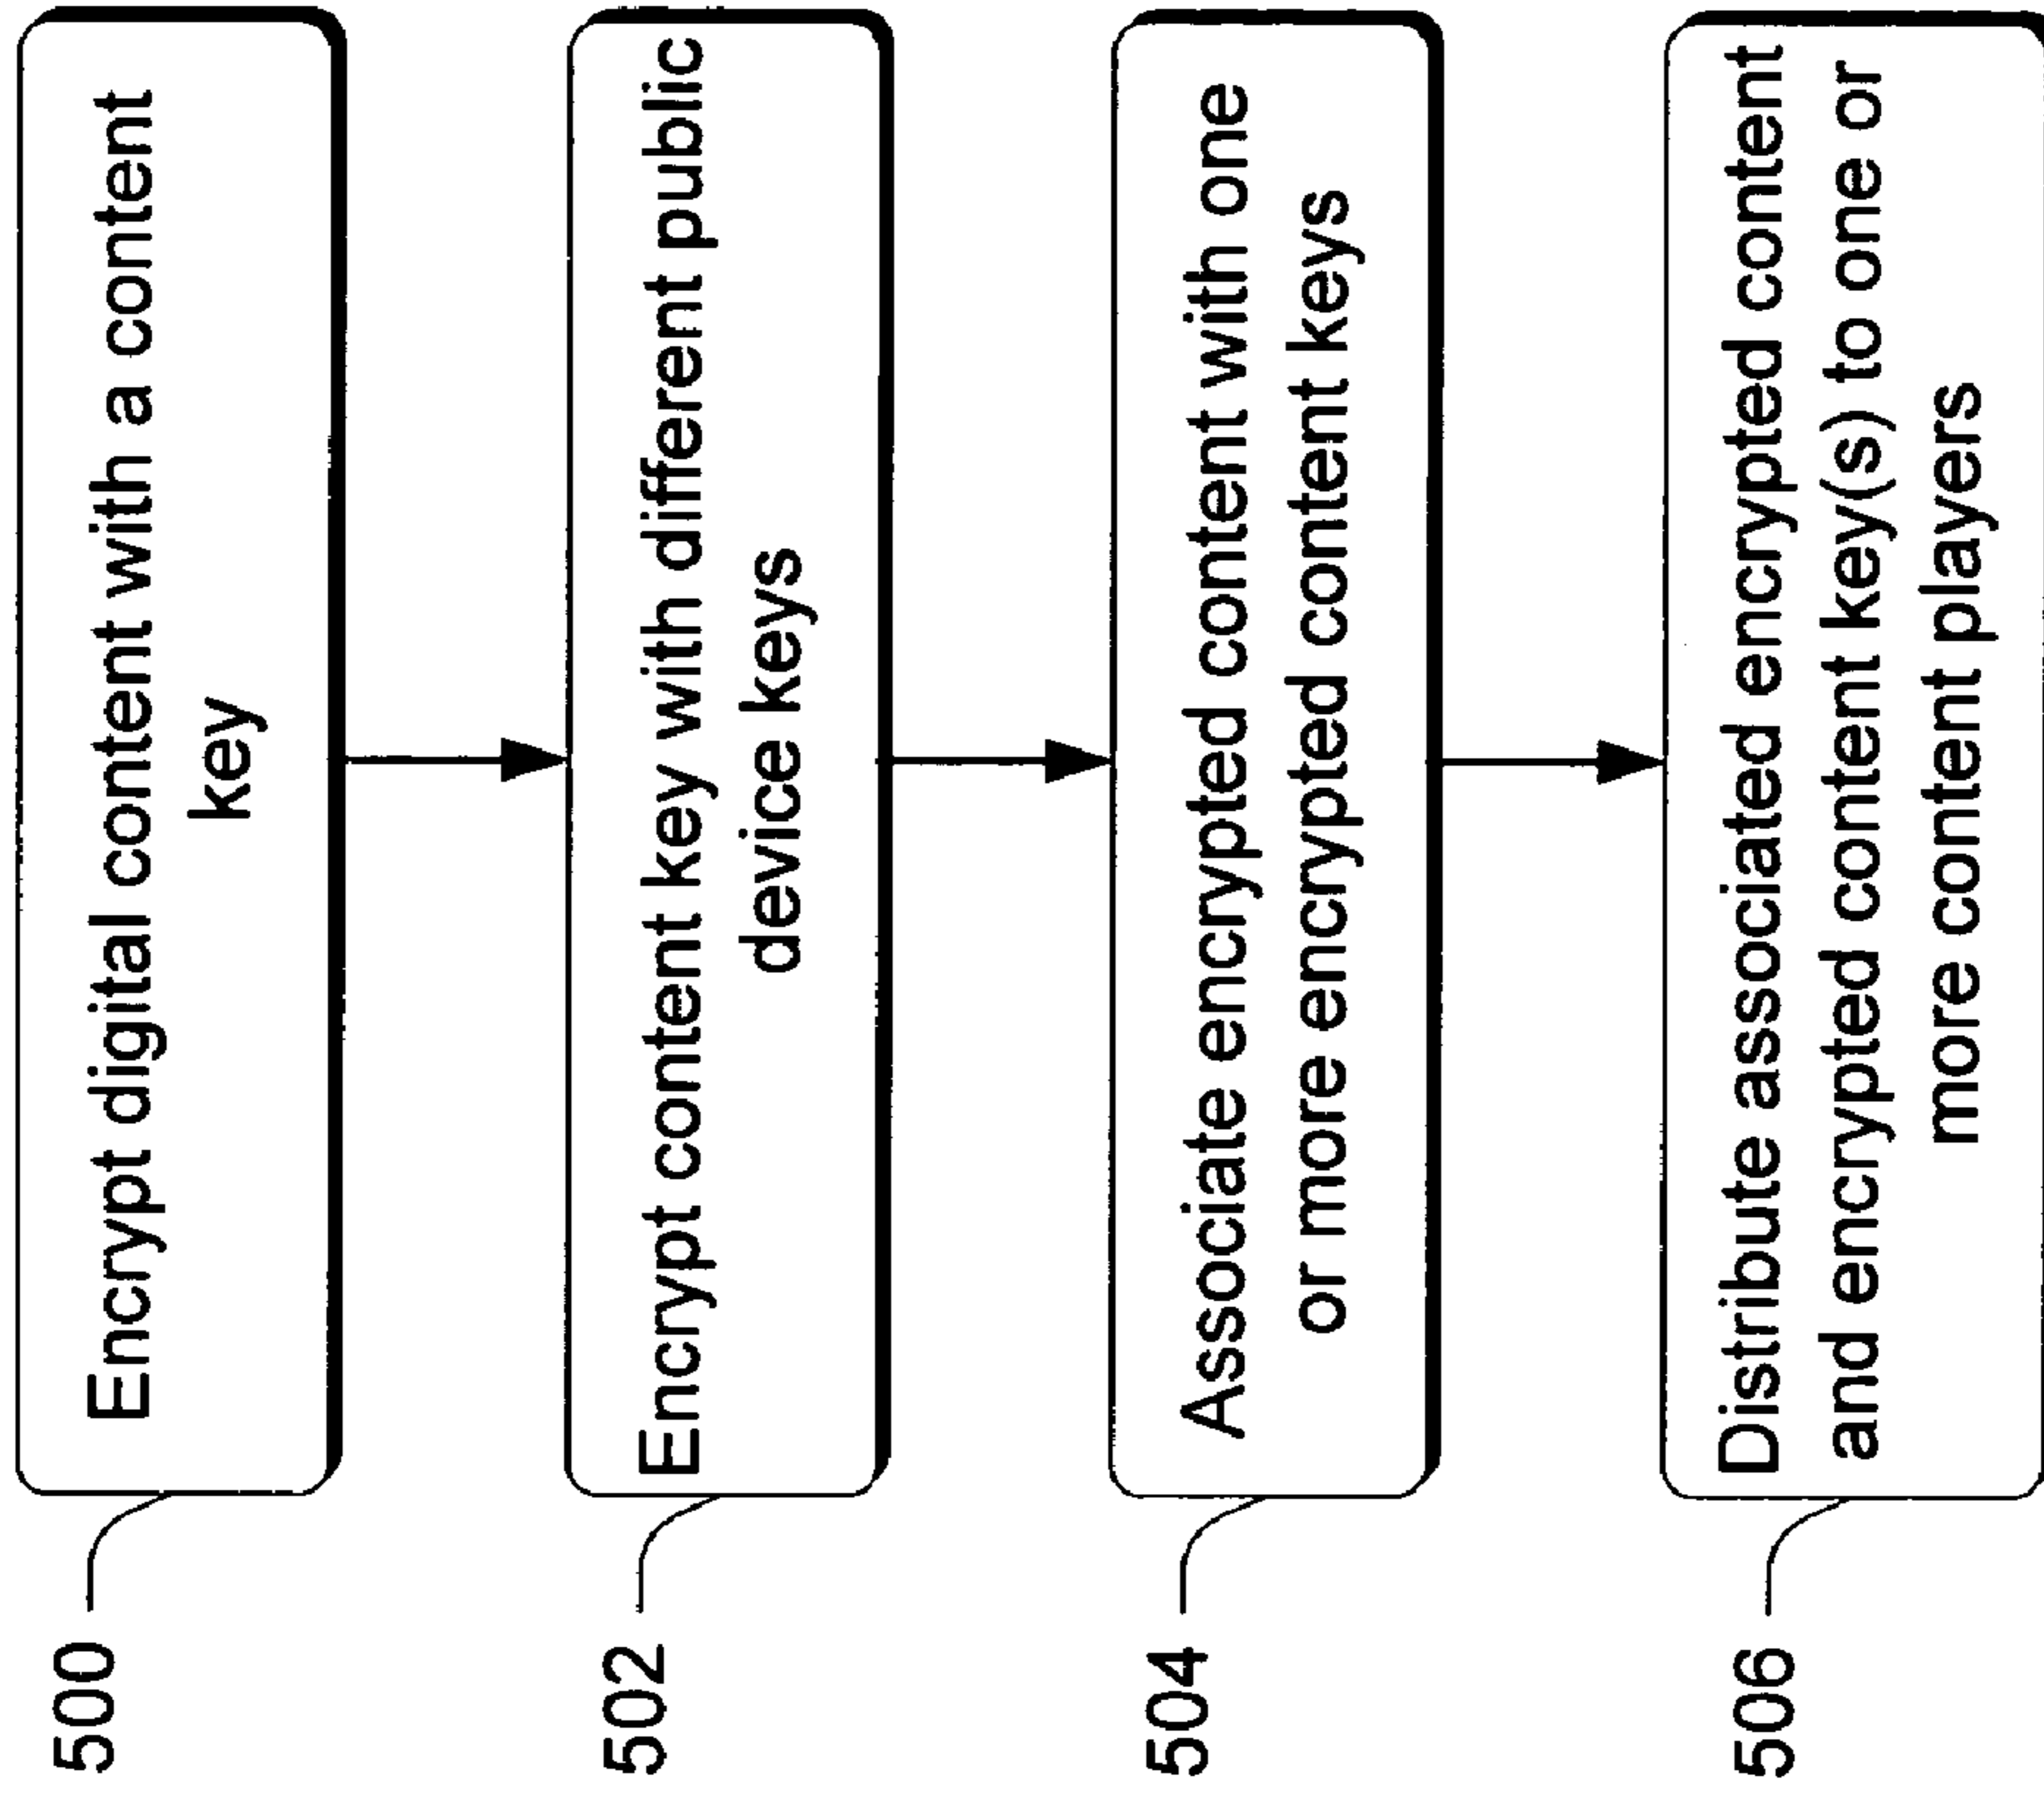 500
Encrypt digital content with a content
key
502
Encrypt content key with different public
device keys
504
Associate encrypted content with one
or more encrypted content keys
506
Distribute associated encrypted content
and encrypted content key(s) to one or
more content players